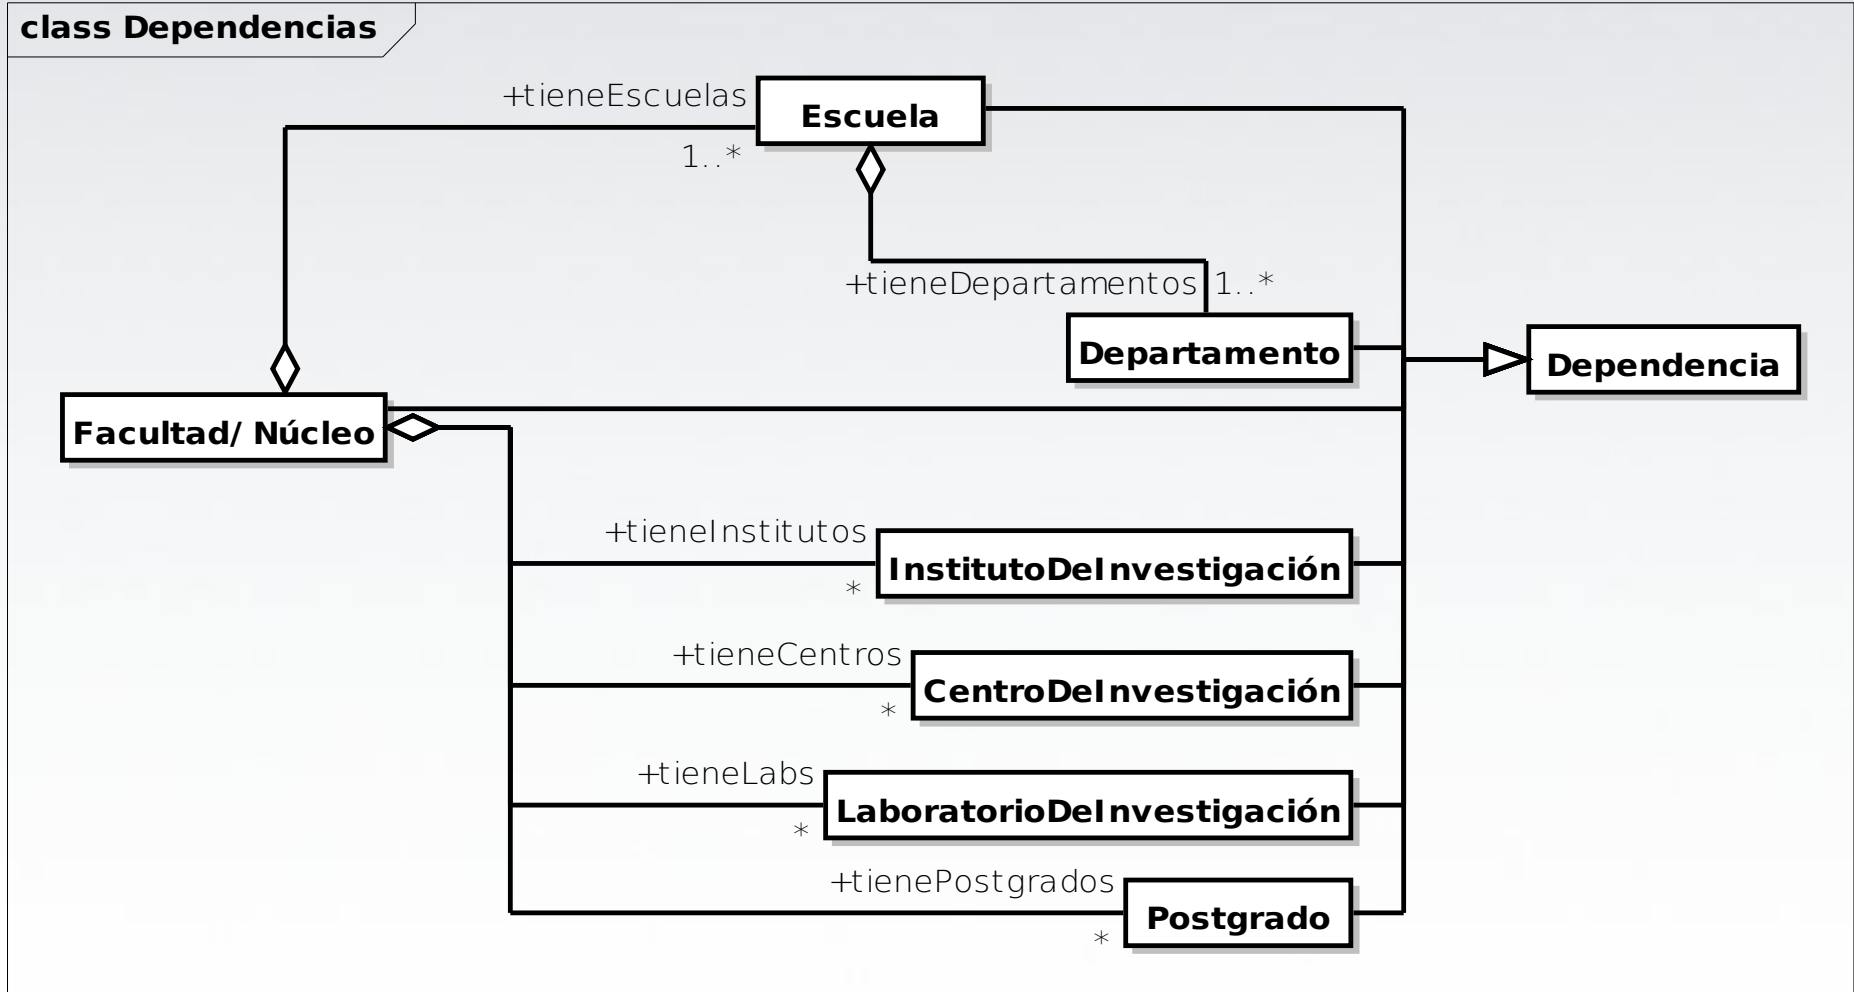 class Dependencias
+tieneEscuelas
Escuela
1..*
+tieneDepartamentos
1..*
Departamento
Dependencia
Facultad/ Núcleo
+tieneInstitutos
InstitutoDeInvestigación
*
+tieneCentros
CentroDeInvestigación
*
+tieneLabs
LaboratorioDeInvestigación
*
+tienePostgrados
Postgrado
*